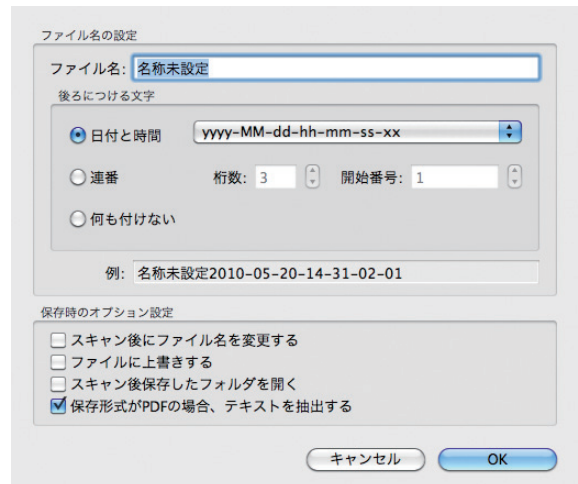 ファイル名の設定
ファイル名: 名称未設定
後ろにつける文字
日付と時間 yyyy-MM-dd-hh-mm-ss-xx
連番 桁数: 3 開始番号: 1
何も付けない
例: 名称未設定2010-05-20-14-31-02-01
保存時のオプション設定
スキャン後にファイル名を変更する
ファイルに上書きする
スキャン後保存したフォルダを開く
保存形式がPDFの場合、テキストを抽出する
キャンセル OK